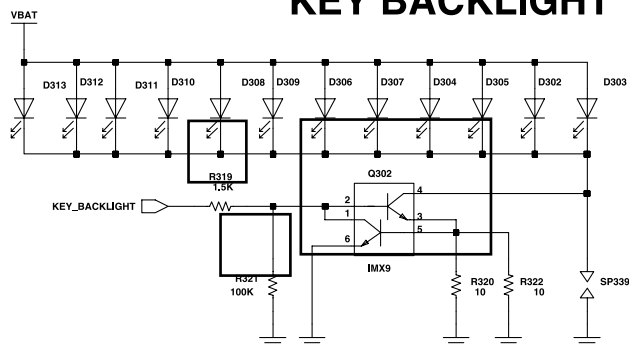 KEY BACKLIGHT
VBAT
D313 D312 D311 D310 D308 D309 D306 D307 D304 D305 D302 D303
R319
1.5K
Q302
KEY_BACKLIGHT
2
1
6
4
3
5
IMX9
R321
100K
R320
10
R322
10
SP339